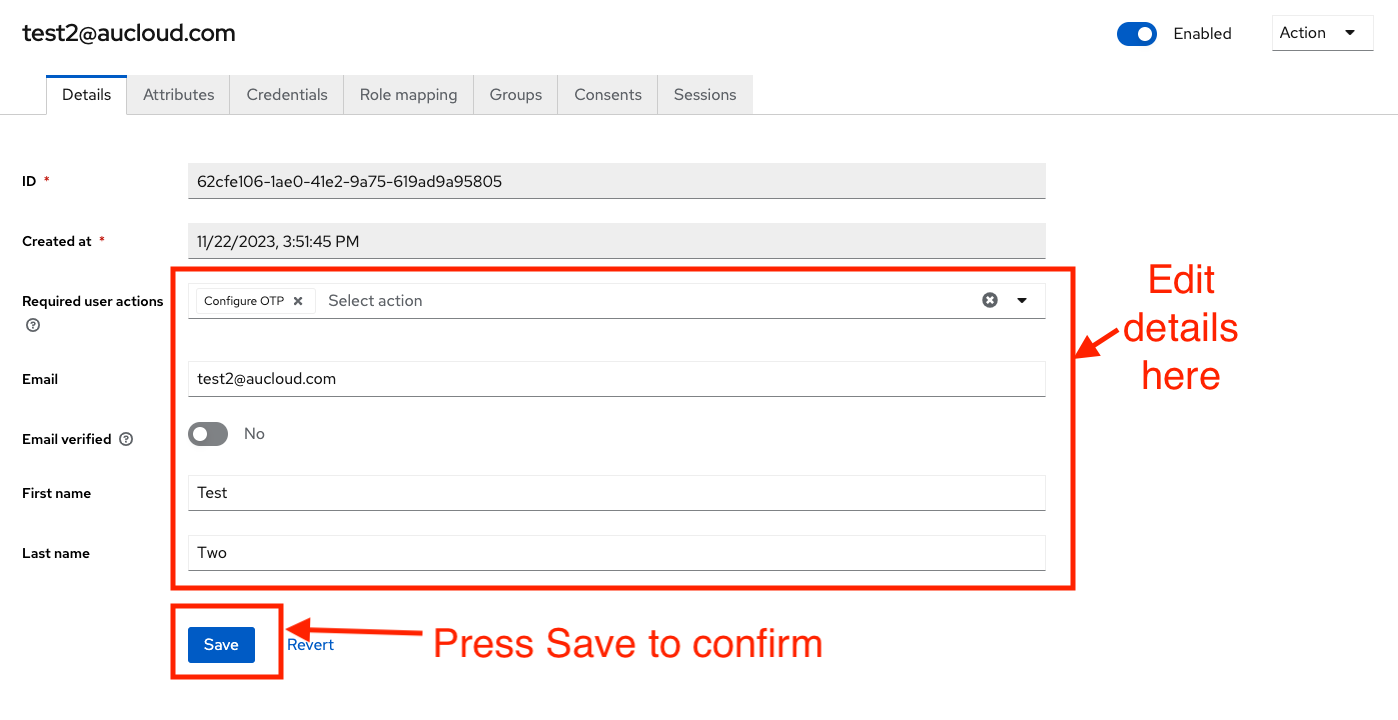 test2@aucloud.com
Enabled
Action
Details Attributes Credentials Role mapping Groups Consents Sessions
ID *
62cfe106-1ae0-41e2-9a75-619ad9a95805
Created at *
11/22/2023, 3:51:45 PM
Required user actions
Configure OTP
Select action
Email
test2@aucloud.com
Email verified
No
First name
Test
Last name
Two
Edit
details
here
Save
Revert
Press Save to confirm